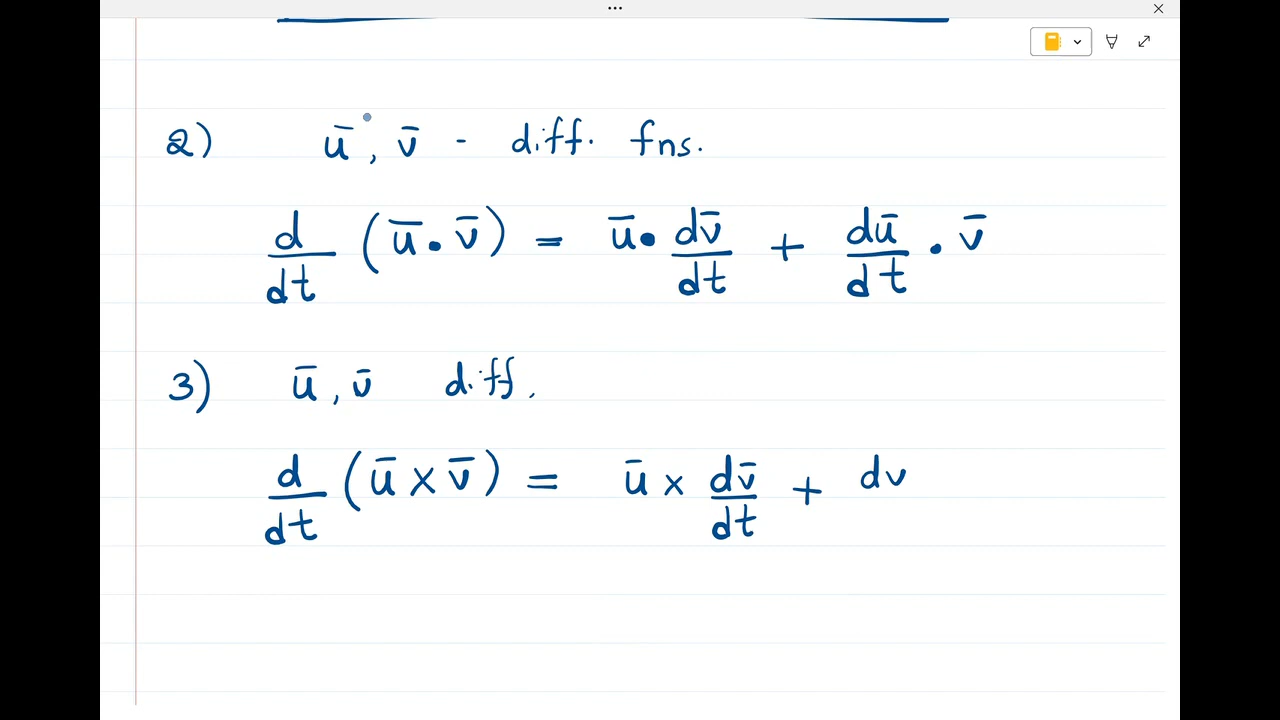 2) ū, v̄ - diff. fns.
d/dt (ū • v̄) = ū • dv̄/dt + dū/dt • v̄
3) ū, v̄ diff.
d/dt (ū × v̄) = ū × dv̄/dt + dv